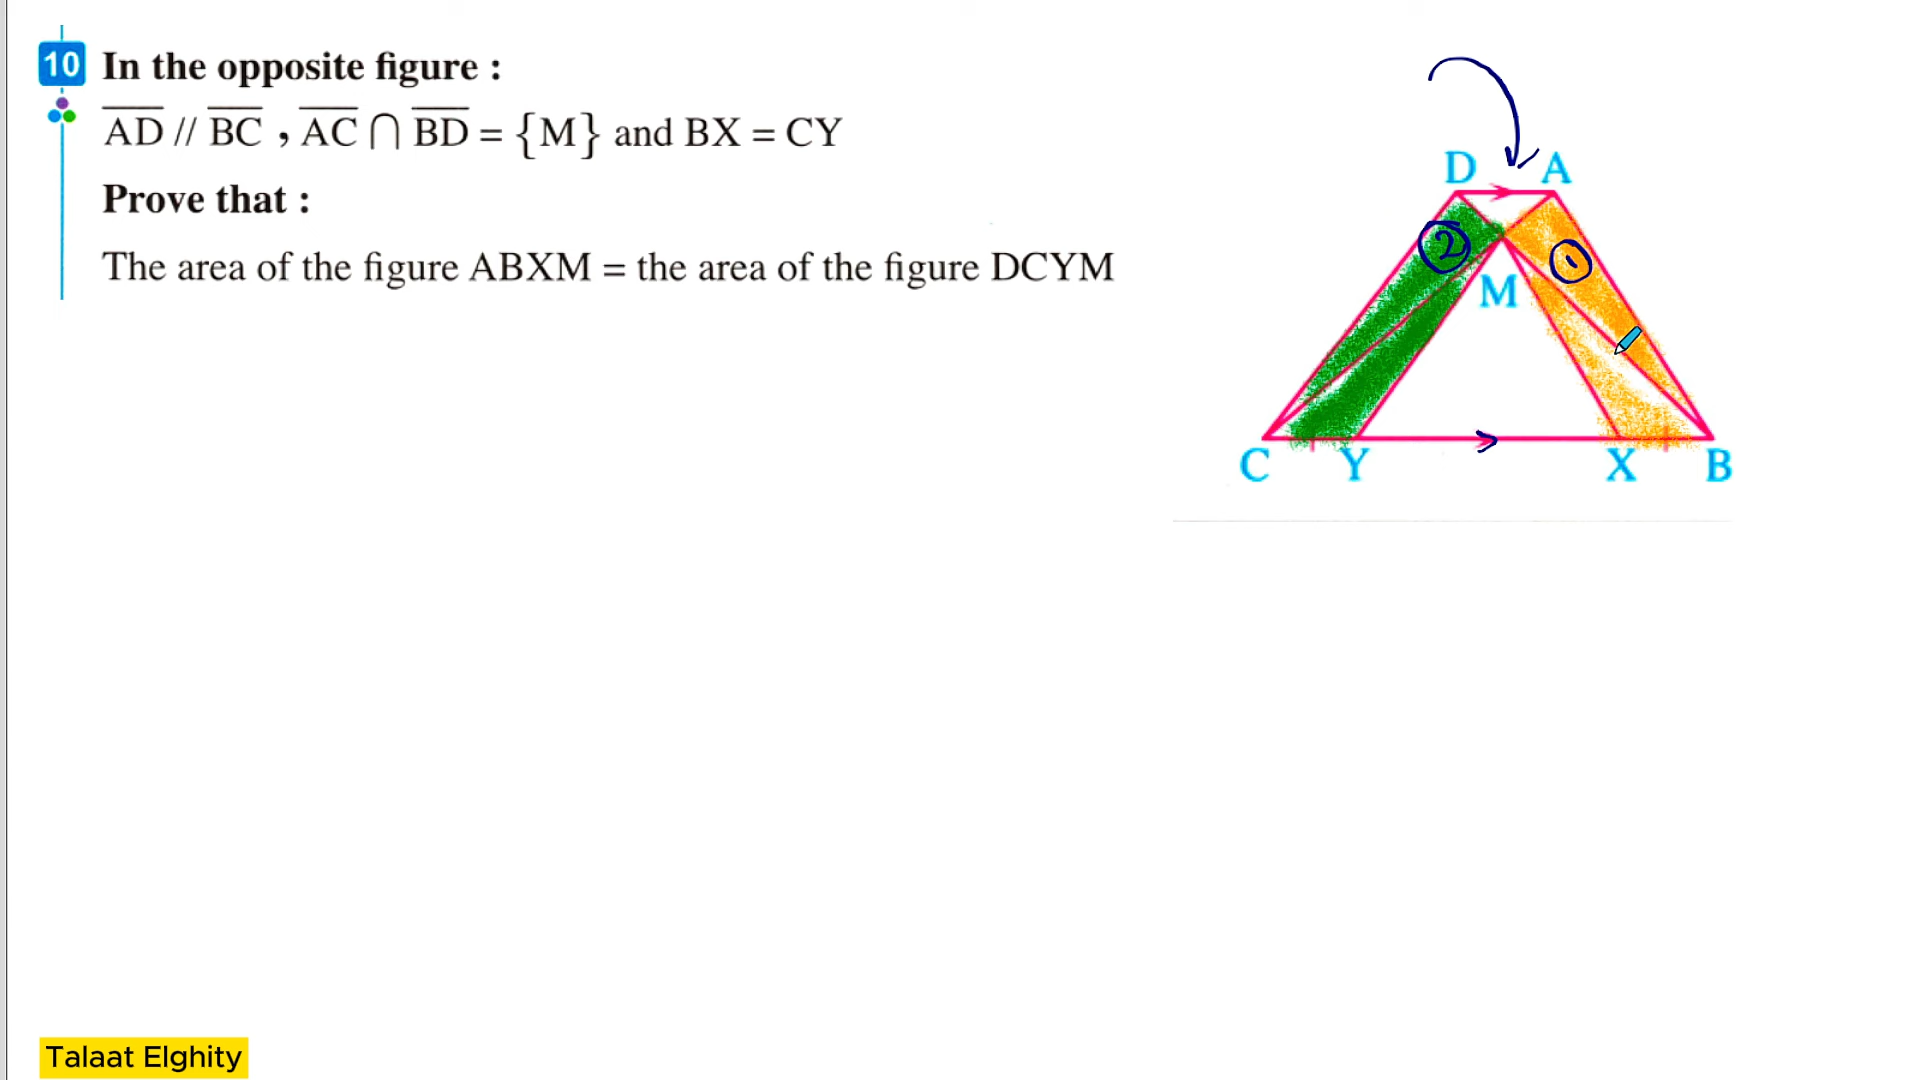 10 In the opposite figure :
AD // BC , AC ∩ BD = {M} and BX = CY
Prove that :
The area of the figure ABXM = the area of the figure DCYM
D A
2 1
M
C Y X B
Talaat Elghity